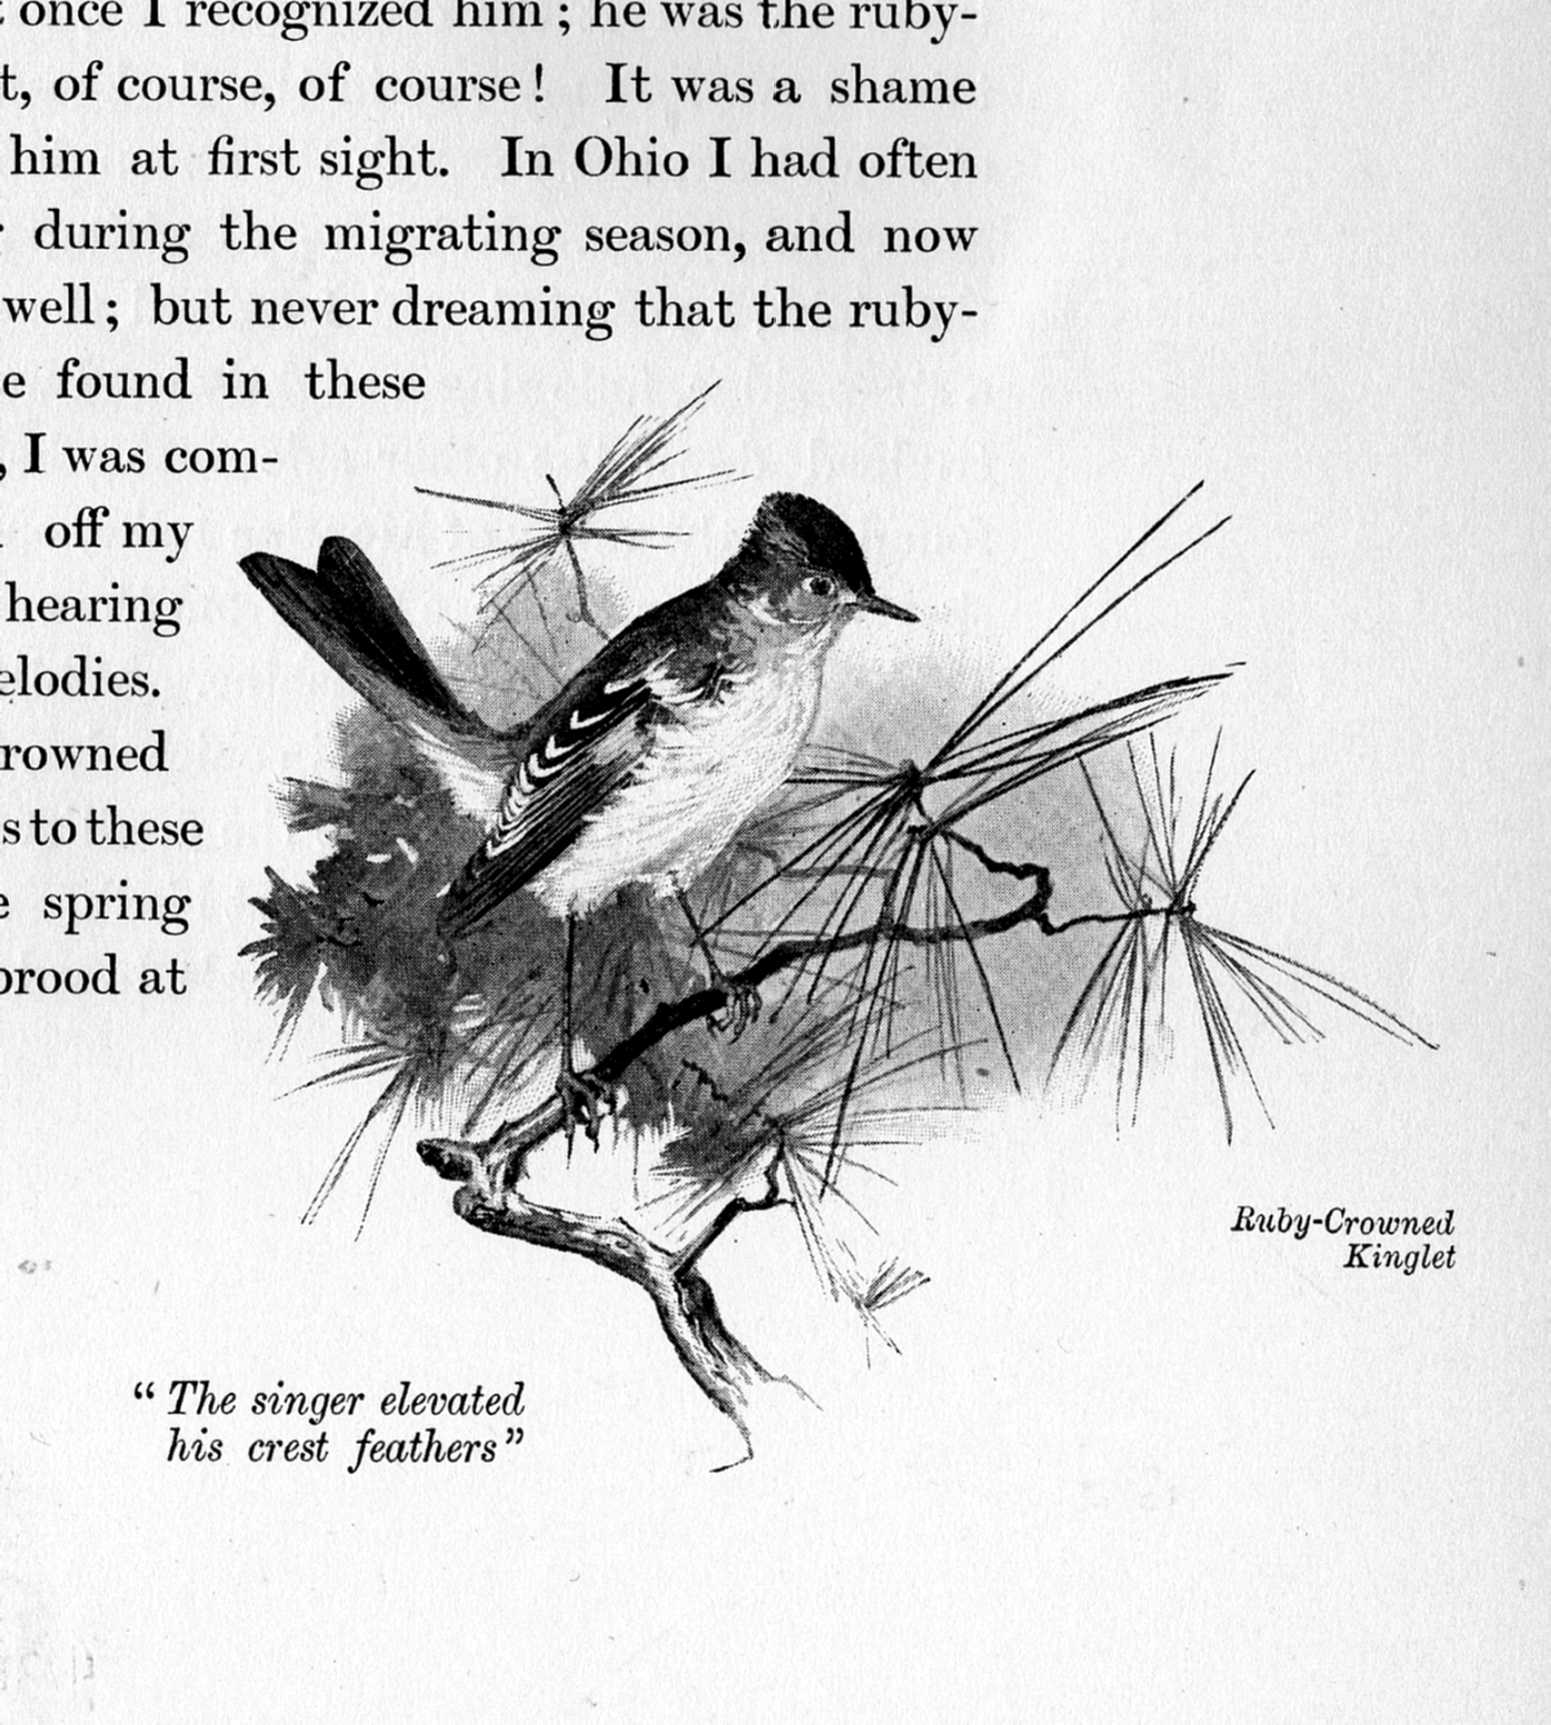 once I recognized him ; he was the ruby-
t, of course, of course ! It was a shame
him at first sight. In Ohio I had often
during the migrating season, and now
well ; but never dreaming that the ruby-
e found in these
, I was com-
off my
hearing
elodies.
rowned
s to these
e spring
brood at
Ruby-Crowned
Kinglet
“ The singer elevated
his crest feathers ”